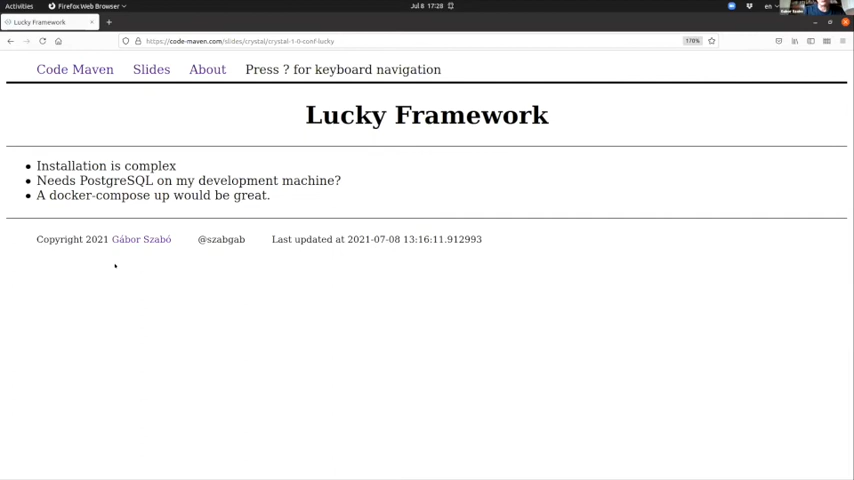 Activities
Firefox Web Browser
Jul 8 17:28
en
Lucky Framework
https://code-maven.com/slides/crystal/crystal-1-0-conf-lucky
170%
Code Maven Slides About Press ? for keyboard navigation
Lucky Framework
Installation is complex
Needs PostgreSQL on my development machine?
A docker-compose up would be great.
Copyright 2021 Gábor Szabó @szabgab Last updated at 2021-07-08 13:16:11.912993